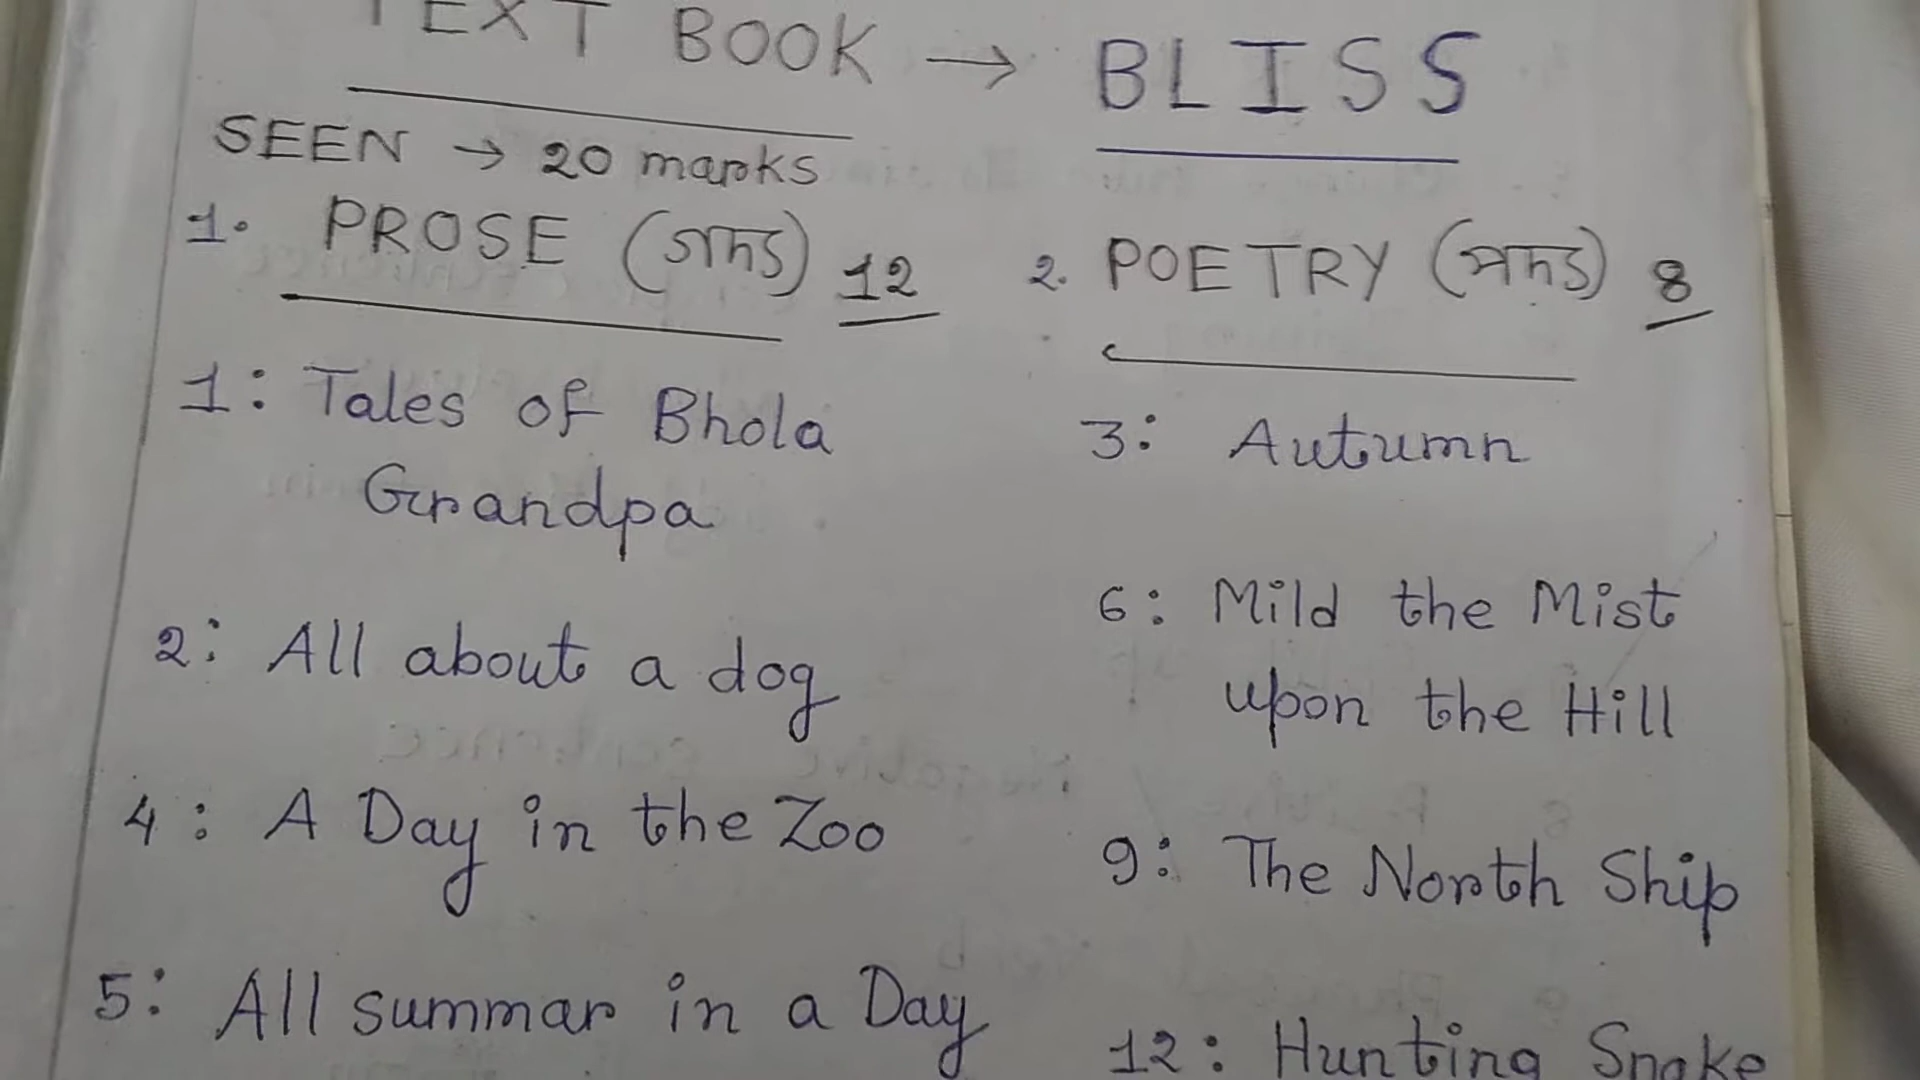 TEXT BOOK → BLISS
SEEN → 20 marks
1. PROSE (গদ্য) 12
1: Tales of Bhola
Grandpa
2: All about a dog
4: A Day in the Zoo
5: All summar in a Day
2. POETRY (পদ্য) 8
3: Autumn
6: Mild the Mist
upon the Hill
9: The North Ship
12: Hunting Snake